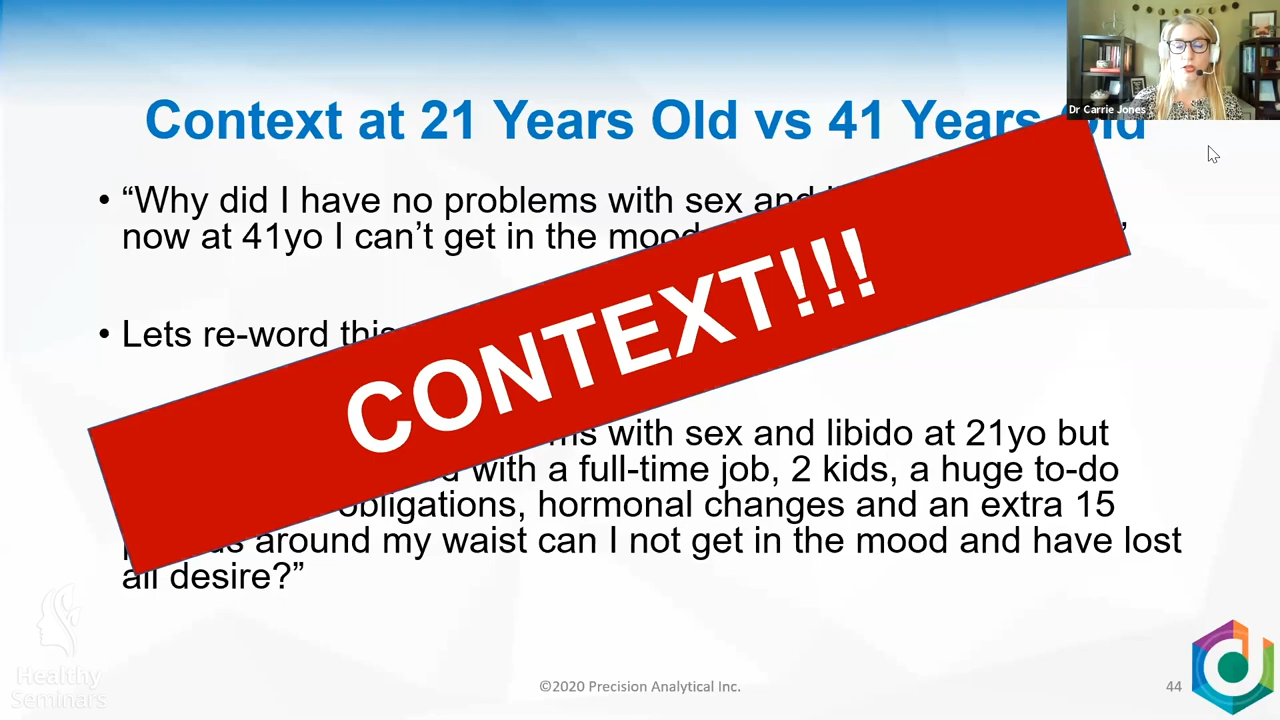 Dr Carrie Jones
Context at 21 Years Old vs 41 Years Old
• “Why did I have no problems with sex and
now at 41yo I can’t get in the mood
• Lets re-word this
CONTEXT!!!
with sex and libido at 21yo but
with a full-time job, 2 kids, a huge to-do
obligations, hormonal changes and an extra 15
around my waist can I not get in the mood and have lost
all desire?”
Healthy
Seminars
©2020 Precision Analytical Inc.
44